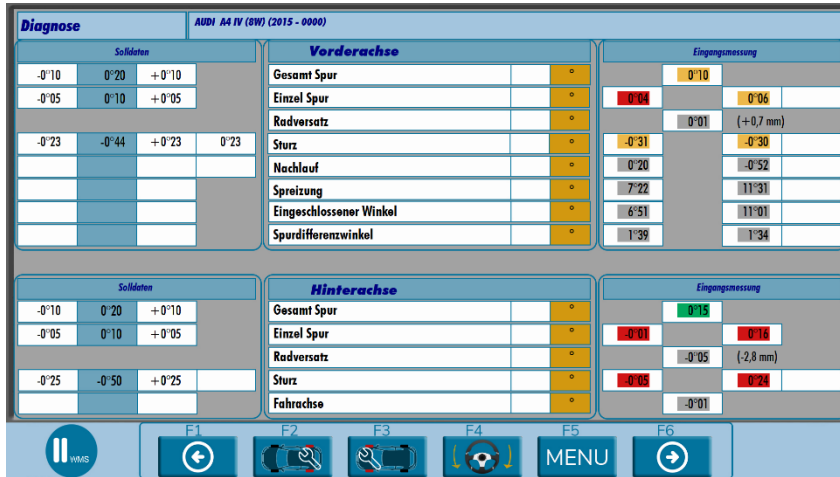 Diagnose AUDI A4 IV (8W) (2015 - 0000)
Solldaten Vorderachse Eingangsmessung
-0°10 0°20 +0°10 Gesamt Spur ° 0°10
-0°05 0°10 +0°05 Einzel Spur ° 0°04 0°06
Radversatz ° 0°01 (+0,7 mm)
-0°23 -0°44 +0°23 0°23 Sturz ° -0°31 -0°30
Nachlauf ° 0°20 -0°52
Spreizung ° 7°22 11°31
Eingeschlossener Winkel ° 6°51 11°01
Spurdifferenzwinkel ° 1°39 1°34
Solldaten Hinterachse Eingangsmessung
-0°10 0°20 +0°10 Gesamt Spur ° 0°15
-0°05 0°10 +0°05 Einzel Spur ° -0°01 0°16
Radversatz ° -0°05 (-2,8 mm)
-0°25 -0°50 +0°25 Sturz ° -0°05 0°24
Fahrachse ° -0°01
F1 F2 F3 F4 F5 F6
WMS MENU